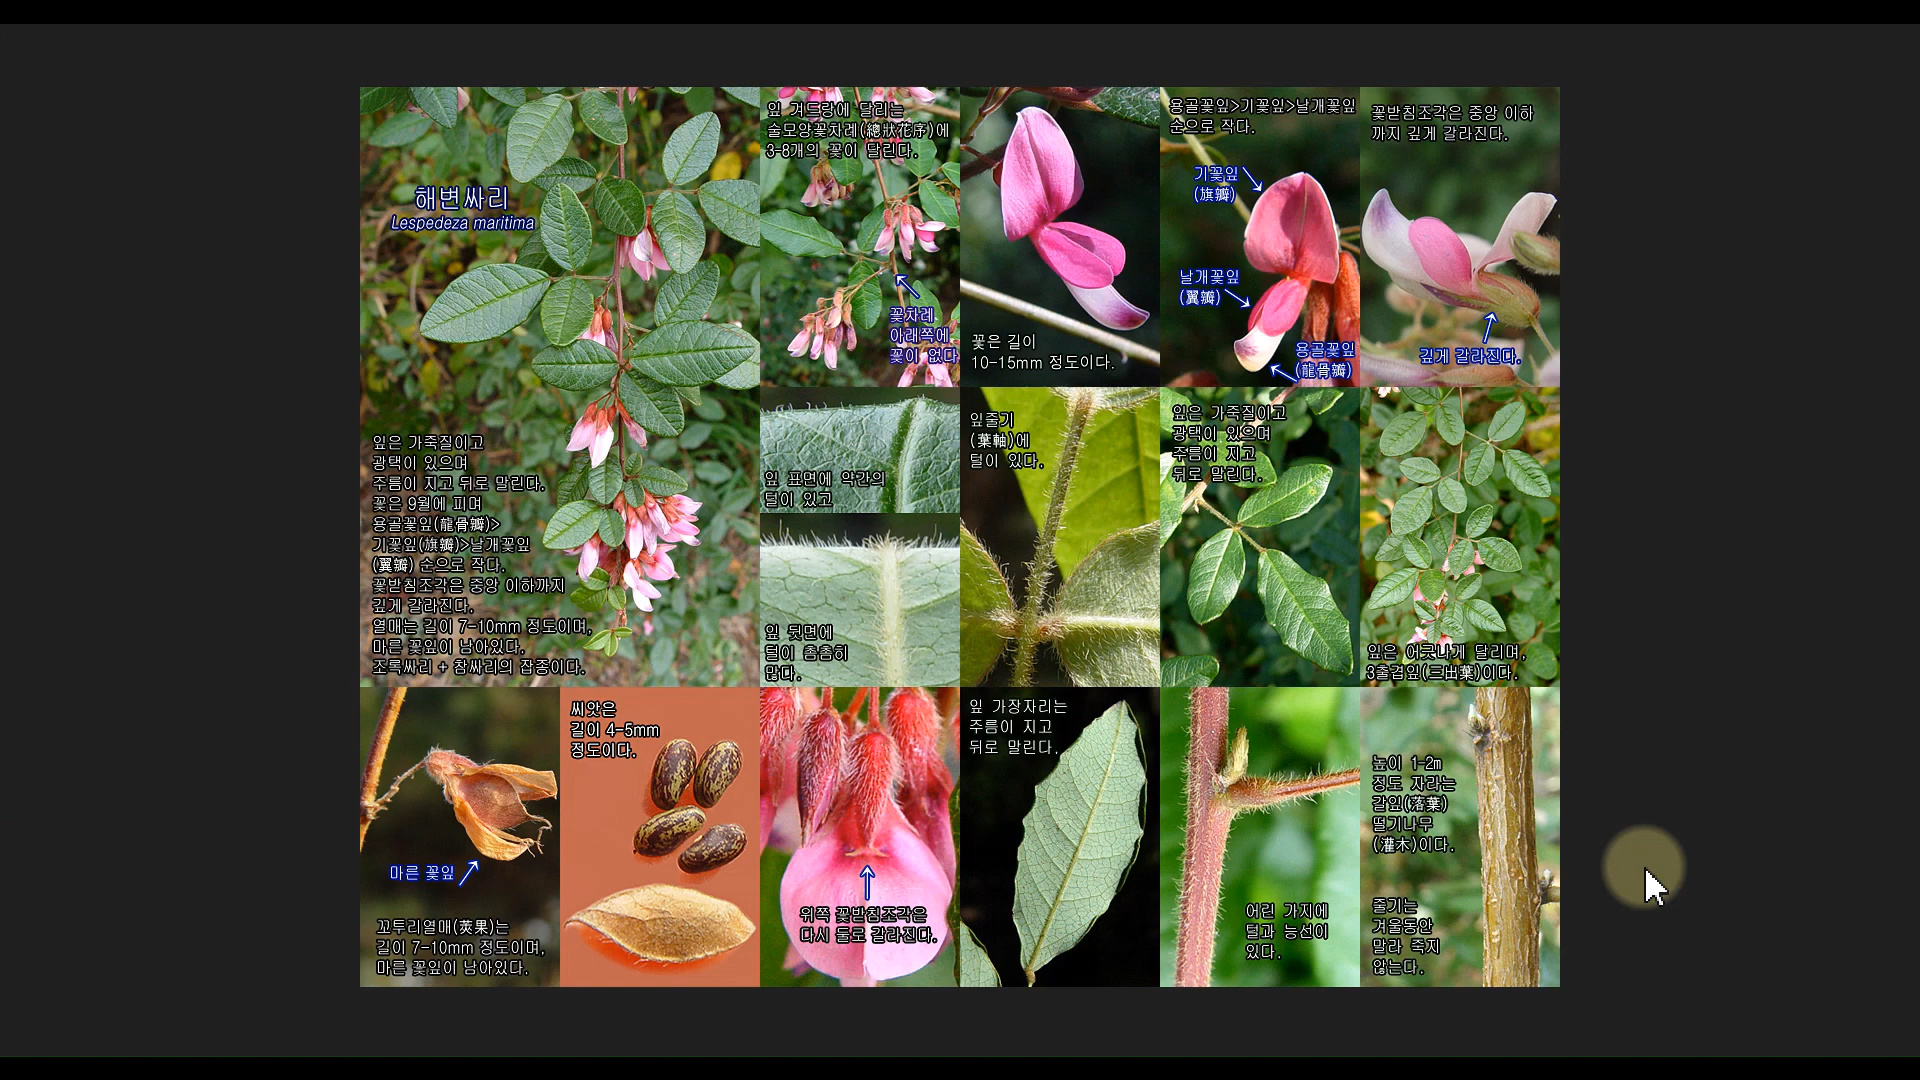 해변싸리
Lespedeza maritima
잎은 가죽질이고
광택이 있으며
주름이 지고 뒤로 말린다.
꽃은 9월에 피며
용골꽃잎(龍骨瓣)>
기꽃잎(旗瓣)>날개꽃잎
(翼瓣) 순으로 작다.
꽃받침조각은 중앙 이하까지
깊게 갈라진다.
열매는 길이 7-10mm 정도이며,
마른 꽃잎이 남아있다.
조록싸리 + 참싸리의 잡종이다.
잎 겨드랑에 달리는
술모양꽃차례(總狀花序)에
3-8개의 꽃이 달린다.
꽃차례
아래쪽에
꽃이 없다
꽃은 길이
10-15mm 정도이다.
용골꽃잎>기꽃잎>날개꽃잎
순으로 작다.
기꽃잎
(旗瓣)
날개꽃잎
(翼瓣)
용골꽃잎
(龍骨瓣)
꽃받침조각은 중앙 이하
까지 깊게 갈라진다.
깊게 갈라진다.
잎 표면에 약간의
털이 있고
잎 뒷면에
털이 촘촘히
많다.
잎줄기
(葉軸)에
털이 있다.
잎은 가죽질이고
광택이 있으며
주름이 지고
뒤로 말린다.
잎은 어긋나게 달리며,
3출겹잎(三出葉)이다.
마른 꽃잎
꼬투리열매(莢果)는
길이 7-10mm 정도이며,
마른 꽃잎이 남아있다.
씨앗은
길이 4-5mm
정도이다.
위쪽 꽃받침조각은
다시 둘로 갈라진다.
잎 가장자리는
주름이 지고
뒤로 말린다.
어린 가지에
털과 능선이
있다.
높이 1-2m
정도 자라는
갈잎(落葉)
떨기나무
(灌木)이다.
줄기는
겨울동안
말라 죽지
않는다.